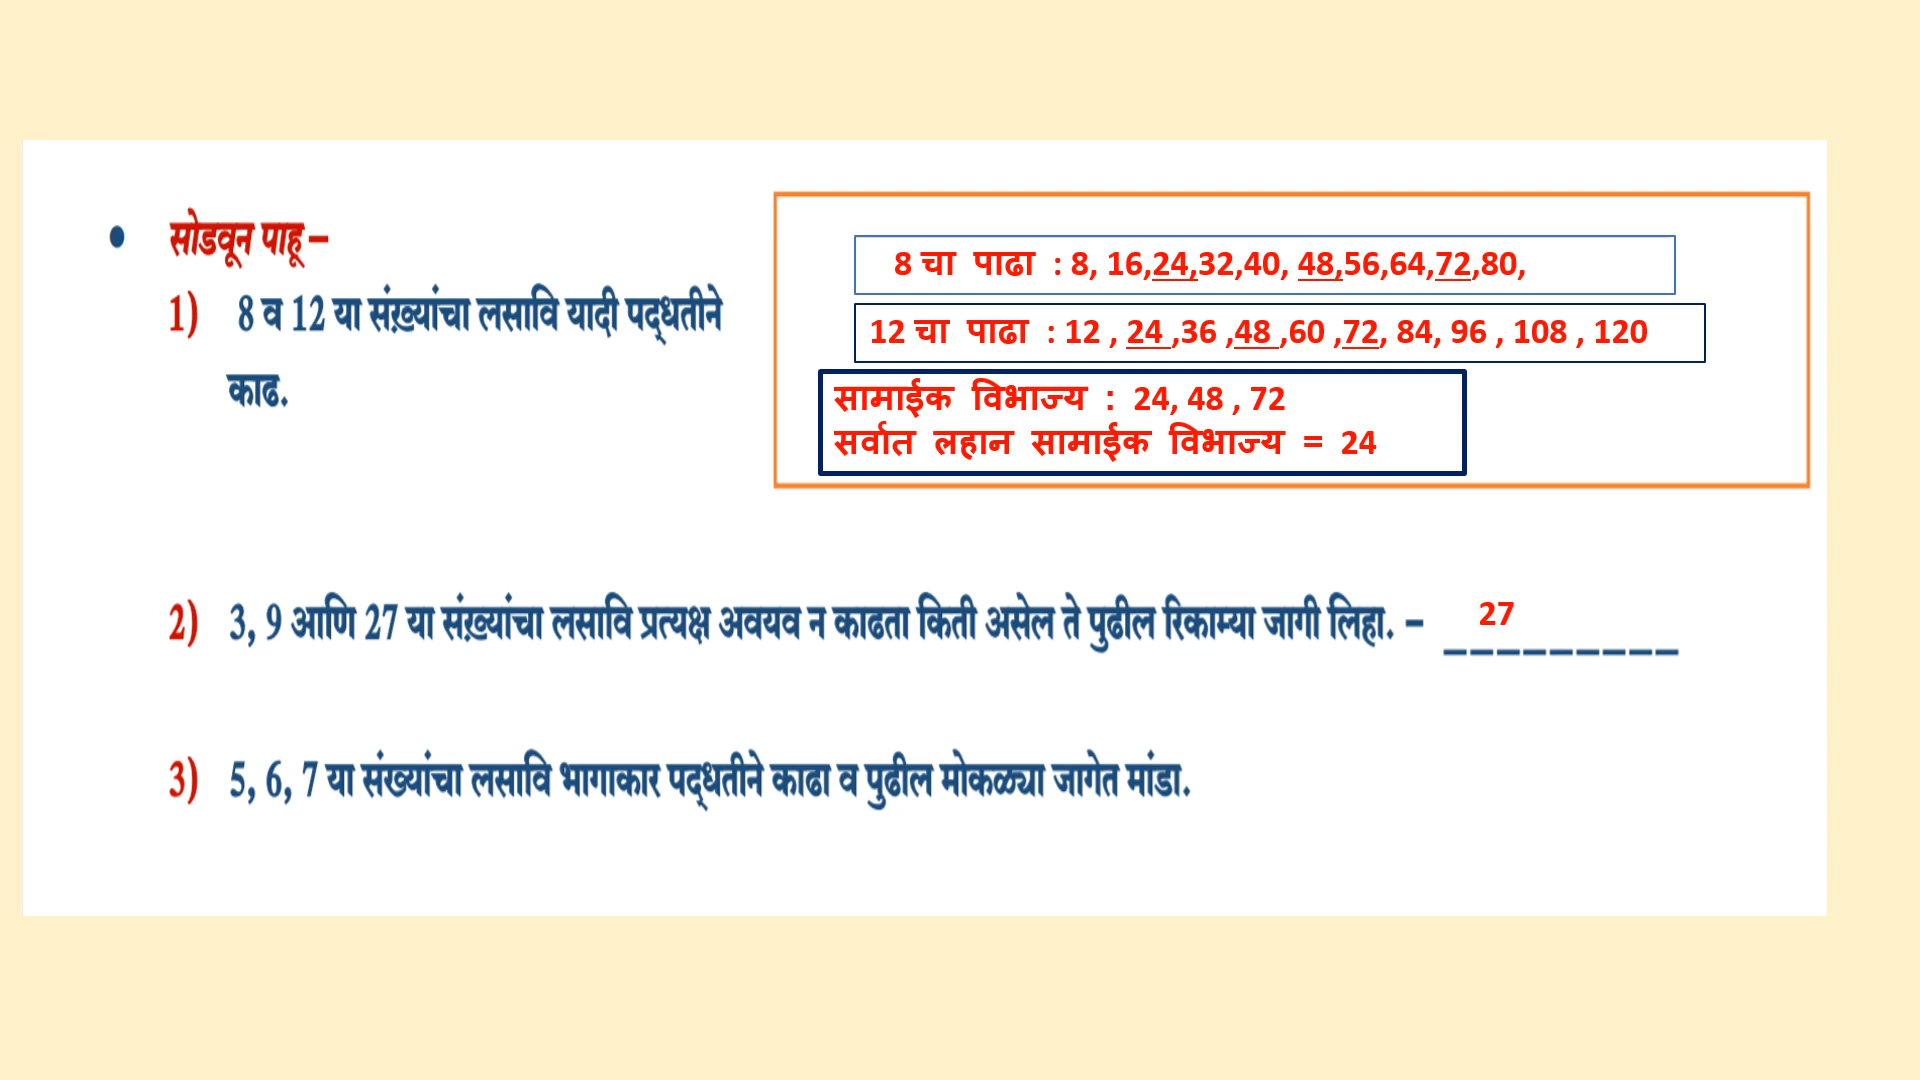 • सोडवून पाहू –
1) 8 व 12 या संख़्यांचा लसावि यादी पद्धतीने
काढ.
8 चा पाढा : 8, 16,24,32,40, 48,56,64,72,80,
12 चा पाढा : 12 , 24 ,36 ,48 ,60 ,72, 84, 96 , 108 , 120
सामाईक विभाज्य : 24, 48 , 72
सर्वात लहान सामाईक विभाज्य = 24
2) 3, 9 आणि 27 या संख़्यांचा लसावि प्रत्यक्ष अवयव न काढता किती असेल ते पुढील रिकाम्या जागी लिहा. – 27
3) 5, 6, 7 या संख्यांचा लसावि भागाकार पद्धतीने काढा व पुढील मोकळ्या जागेत मांडा.